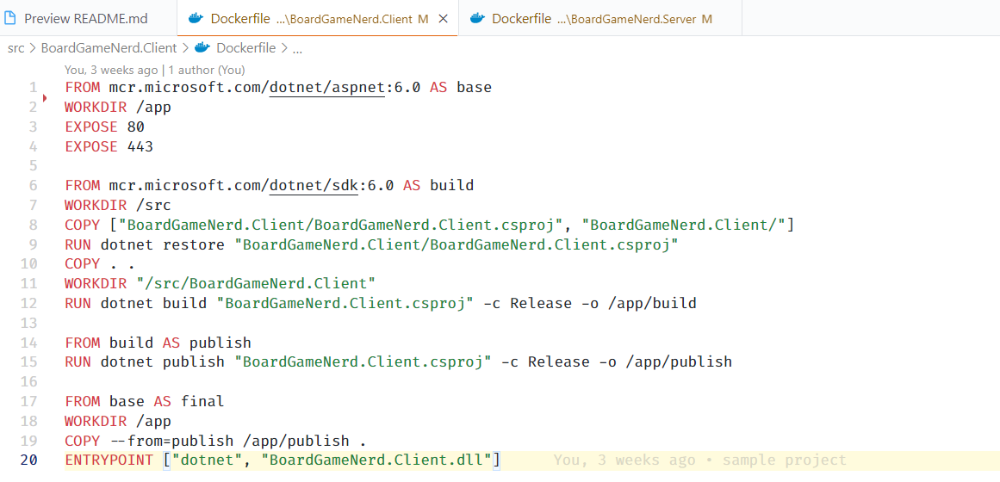 Preview README.md Dockerfile ...\BoardGameNerd.Client M Dockerfile ...\BoardGameNerd.Server M
src > BoardGameNerd.Client > Dockerfile > ...
You, 3 weeks ago | 1 author (You)
1 FROM mcr.microsoft.com/dotnet/aspnet:6.0 AS base
2 WORKDIR /app
3 EXPOSE 80
4 EXPOSE 443
5
6 FROM mcr.microsoft.com/dotnet/sdk:6.0 AS build
7 WORKDIR /src
8 COPY ["BoardGameNerd.Client/BoardGameNerd.Client.csproj", "BoardGameNerd.Client/"]
9 RUN dotnet restore "BoardGameNerd.Client/BoardGameNerd.Client.csproj"
10 COPY . .
11 WORKDIR "/src/BoardGameNerd.Client"
12 RUN dotnet build "BoardGameNerd.Client.csproj" -c Release -o /app/build
13
14 FROM build AS publish
15 RUN dotnet publish "BoardGameNerd.Client.csproj" -c Release -o /app/publish
16
17 FROM base AS final
18 WORKDIR /app
19 COPY --from=publish /app/publish .
20 ENTRYPOINT ["dotnet", "BoardGameNerd.Client.dll"] You, 3 weeks ago • sample project